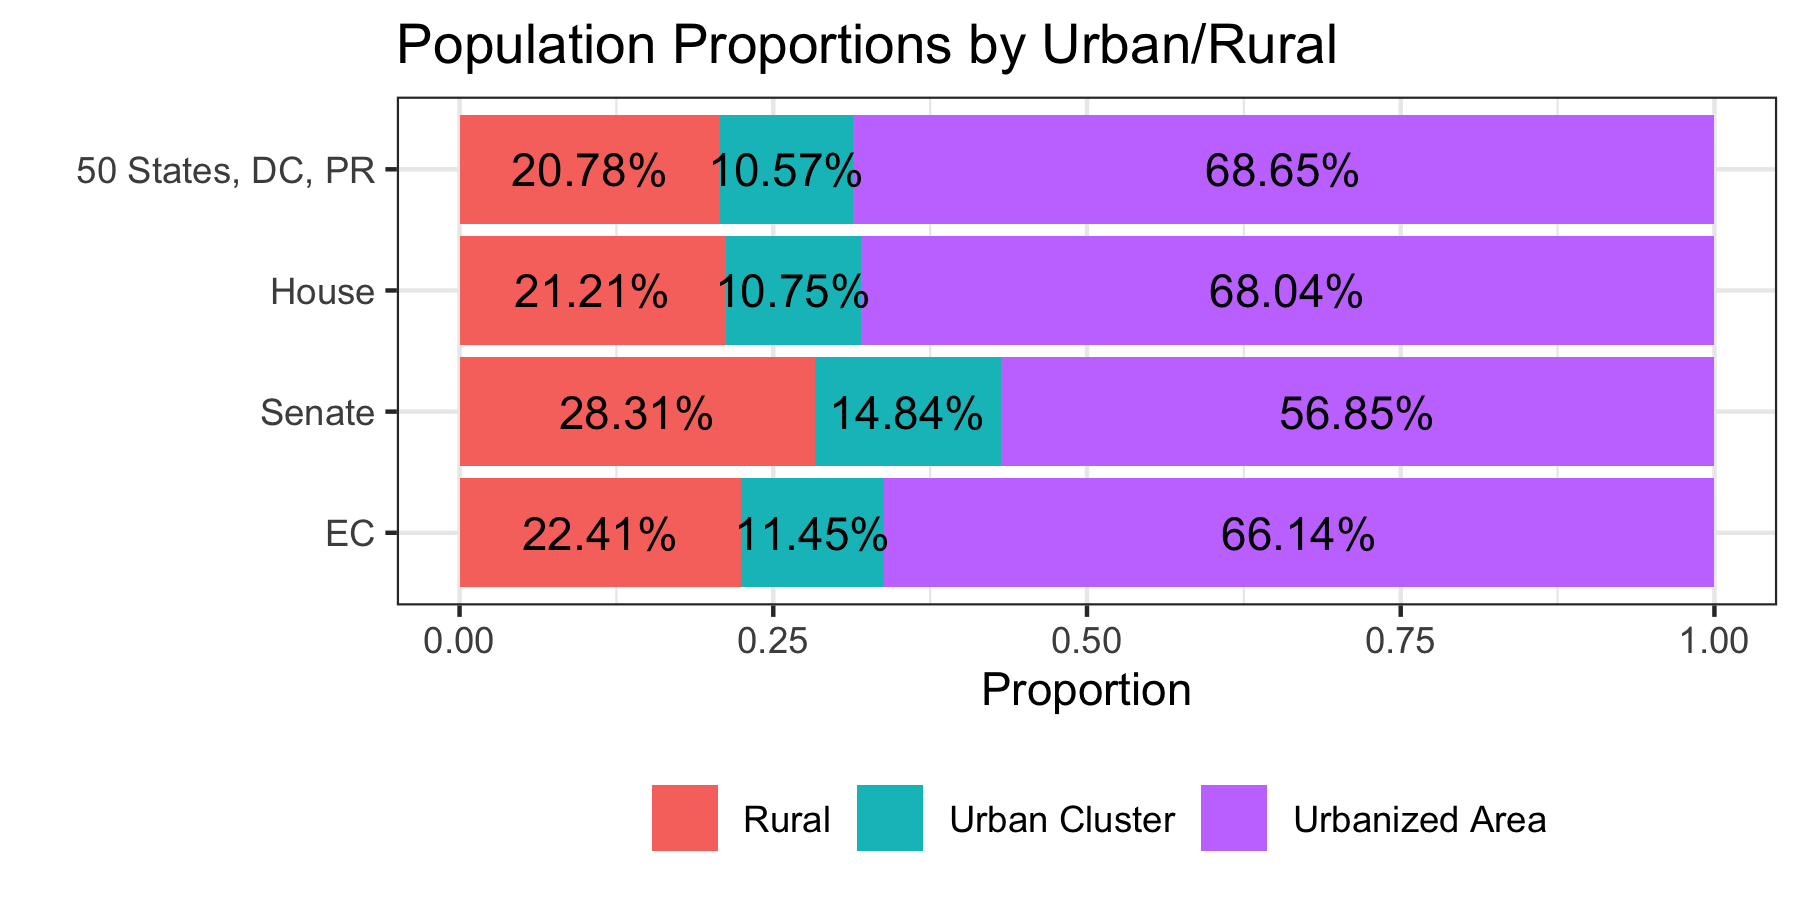 Population Proportions by Urban/Rural
50 States, DC, PR 20.78% 10.57% 68.65%
House 21.21% 10.75% 68.04%
Senate 28.31% 14.84% 56.85%
EC 22.41% 11.45% 66.14%
0.00 0.25 0.50 0.75 1.00
Proportion
Rural Urban Cluster Urbanized Area